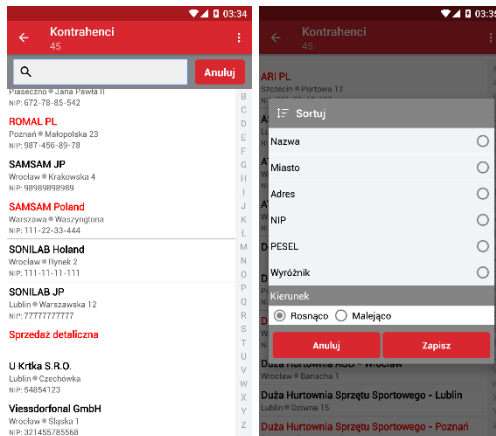 03:34
Kontrahenci
45
Anuluj
Piaseczno Jana Pawła II
NIP: 672-78-85-542
ROMAL PL
Poznań Małopolska 23
NIP: 987-456-89-78
SAMSAM JP
Wrocław Krakowska 4
NIP: 98989898989
SAMSAM Poland
Warszawa Waszyngtona
NIP: 111-22-33-444
SONILAB Holand
Wrocław Rynek 2
NIP: 111-11-11-111
SONILAB JP
Lublin Warszawska 12
NIP: 77777777777
Sprzedaż detaliczna
U Krtka S.R.O.
Lublin Czechówka
NIP: 54854123
Viessdorfonal GmbH
Wrocław Śląska 1
NIP: 321455785568
B
C
D
E
F
G
H
I
J
K
L
M
N
O
P
Q
R
S
T
U
V
W
X
Y
Z
03:35
Kontrahenci
45
ARI PL
Szczecin Portowa 12
Sortuj
Nazwa
Miasto
Adres
NIP
PESEL
Wyróżnik
Kierunek
Rosnąco Malejąco
Anuluj Zapisz
Duża Hurtownia AGD - Wrocław
Wrocław Banacha 1
Duża Hurtownia Sprzętu Sportowego - Lublin
Lublin Dziwna 15
Duża Hurtownia Sprzętu Sportowego - Poznań